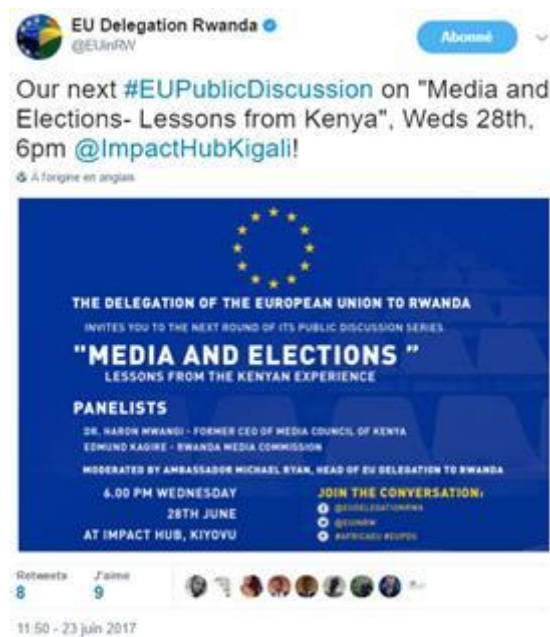 EU Delegation Rwanda
@EUinRW
Abonné
Our next #EUPublicDiscussion on "Media and
Elections- Lessons from Kenya", Weds 28th,
6pm @ImpactHubKigali!
À l'origine en anglais
THE DELEGATION OF THE EUROPEAN UNION TO RWANDA
INVITES YOU TO THE NEXT ROUND OF ITS PUBLIC DISCUSSION SERIES
"MEDIA AND ELECTIONS "
LESSONS FROM THE KENYAN EXPERIENCE
PANELISTS
DR. HARON MWANGI - FORMER CEO OF MEDIA COUNCIL OF KENYA
EDMUND KAGIRE - RWANDA MEDIA COMMISSION
MODERATED BY AMBASSADOR MICHAEL RYAN, HEAD OF EU DELEGATION TO RWANDA
6.00 PM WEDNESDAY
28TH JUNE
AT IMPACT HUB, KIYOVU
JOIN THE CONVERSATION:
@EUDELEGATIONRWA
@EUINRW
#AFRICAEU #EUPDS
Retweets
8
J'aime
9
11:50 - 23 juin 2017